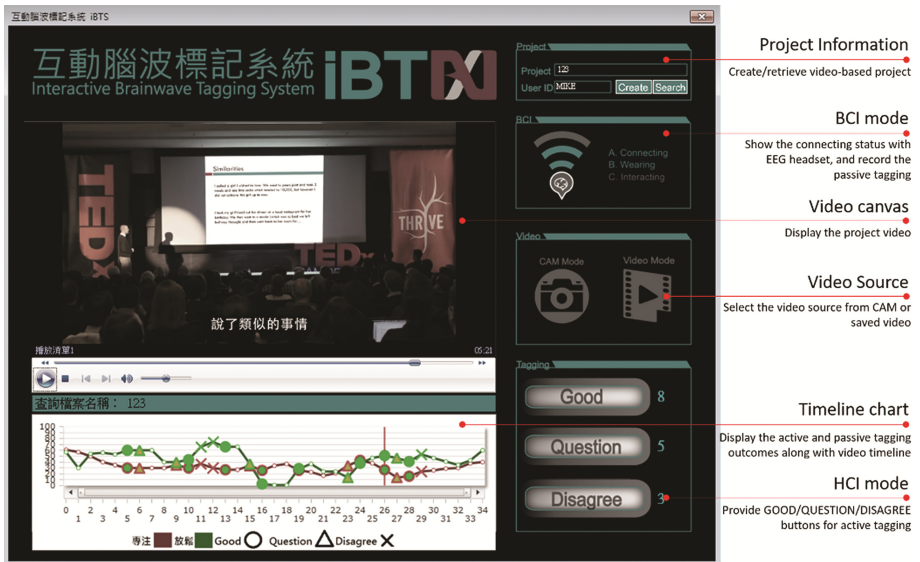 互動腦波標記系統 iBTS
互動腦波標記系統
Interactive Brainwave Tagging System
iBTN
Project
Project 123
User ID MIKE Create Search
BCI
A. Connecting
B. Wearing
C. Interacting
Similarities
TEDx
THRIVE
TEDx
說了類似的事情
Video
CAM Mode
Video Mode
播放清單1
05:21
查詢檔案名稱： 123
Tagging
Good 8
Question 5
Disagree 3
100
90
80
70
60
50
40
30
20
10
0
0 2 4 6 8 10 12 14 16 18 20 22 24 26 28 30 32 34
1 3 5 7 9 11 13 15 17 19 21 23 25 27 29 31 33
專注 放鬆 Good Question Disagree
Project Information
Create/retrieve video-based project
BCI mode
Show the connecting status with
EEG headset, and record the
passive tagging
Video canvas
Display the project video
Video Source
Select the video source from CAM or
saved video
Timeline chart
Display the active and passive tagging
outcomes along with video timeline
HCI mode
Provide GOOD/QUESTION/DISAGREE
buttons for active tagging